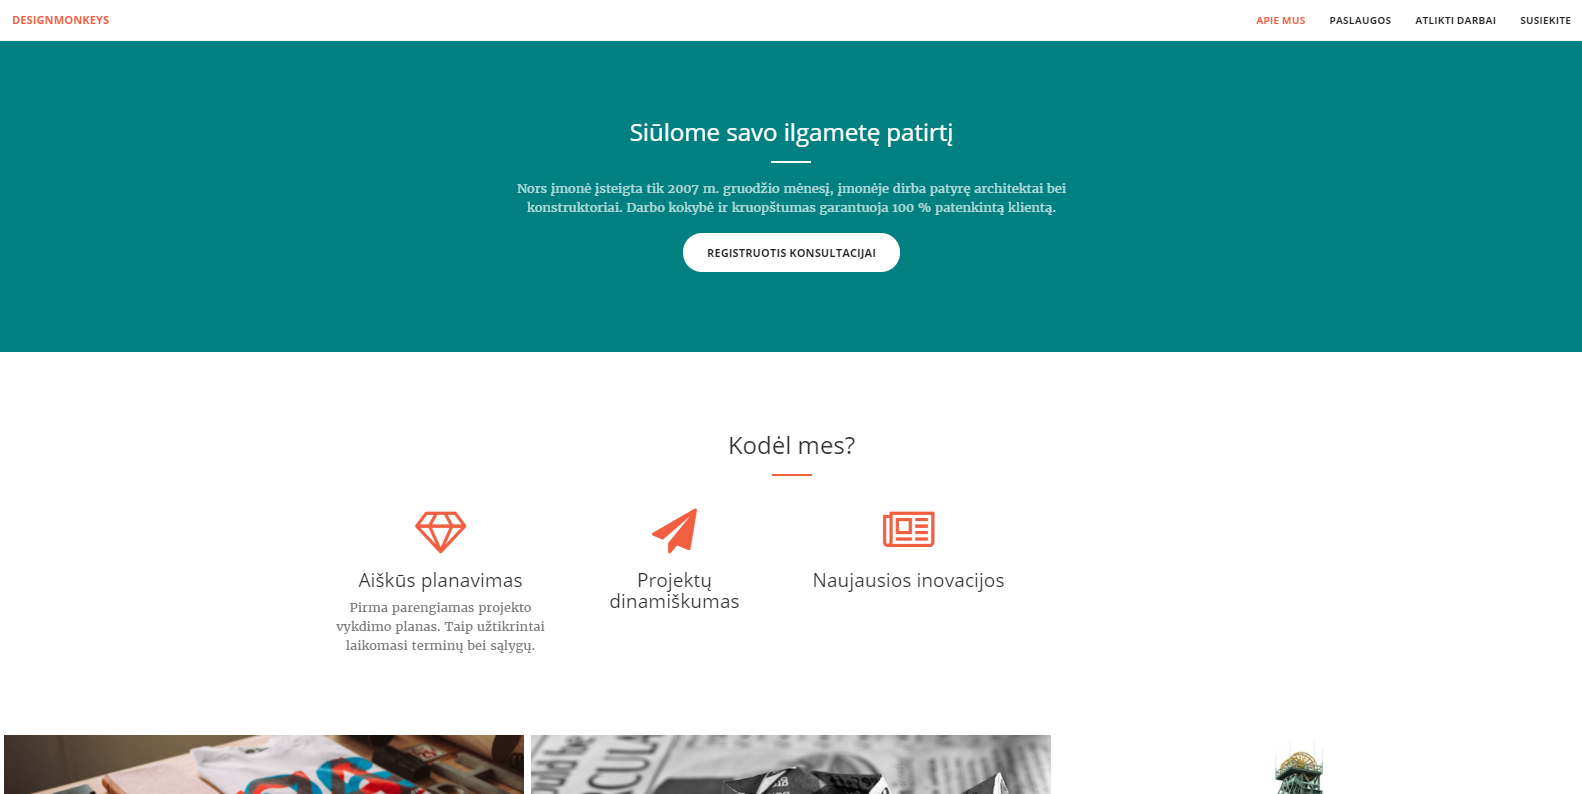 DESIGNMONKEYS
APIE MUS
PASLAUGOS
ATLIKTI DARBAI
SUSIEKITE
Siūlome savo ilgametę patirtį
Nors įmonė įsteigta tik 2007 m. gruodžio mėnesį, įmonėje dirba patyrę architektai bei
konstruktoriai. Darbo kokybė ir kruopštumas garantuoja 100 % patenkintą klientą.
REGISTRUOTIS KONSULTACIJAI
Kodėl mes?
Aiškūs planavimas
Pirma parengiamas projekto
vykdimo planas. Taip užtikrintai
laikomasi terminų bei sąlygų.
Projektų
dinamiškumas
Naujausios inovacijos